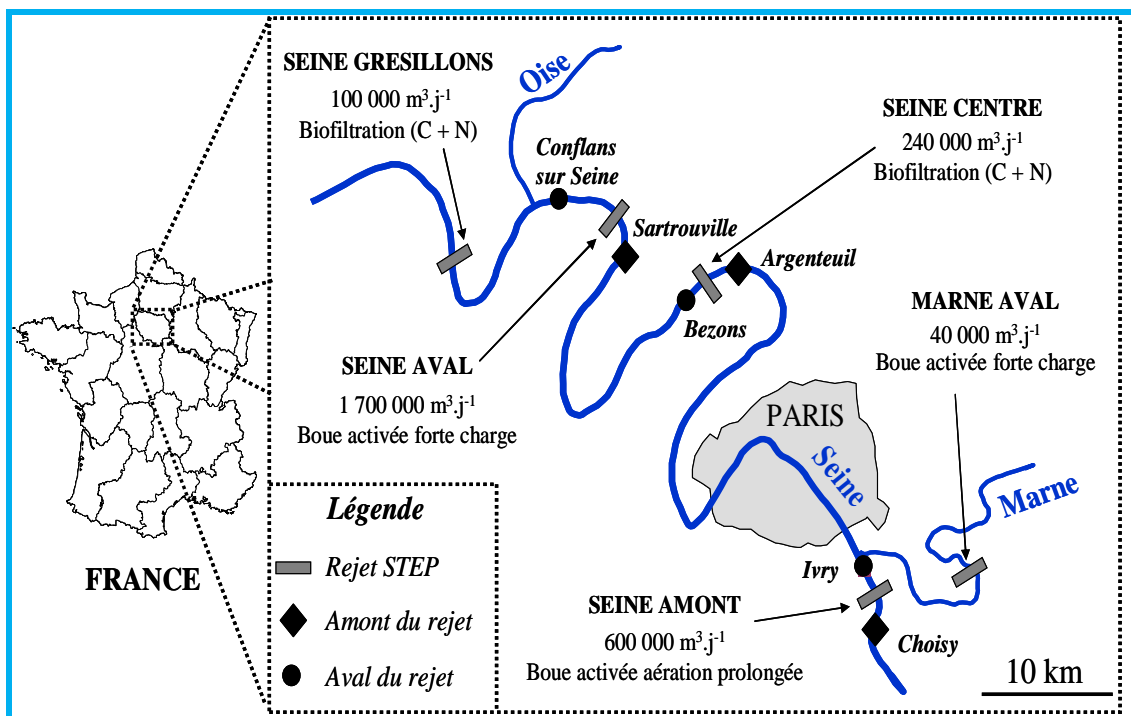 SEINE GRESILLONS
100 000 m³.j⁻¹
Biofiltration (C + N)
Oise
Conflans
sur Seine
SEINE CENTRE
240 000 m³.j⁻¹
Biofiltration (C + N)
Sartrouville
Argenteuil
Bezons
MARNE AVAL
40 000 m³.j⁻¹
Boue activée forte charge
SEINE AVAL
1 700 000 m³.j⁻¹
Boue activée forte charge
PARIS
Seine
Marne
Ivry
SEINE AMONT
600 000 m³.j⁻¹
Boue activée aération prolongée
Choisy
10 km
FRANCE
Légende
Rejet STEP
Amont du rejet
Aval du rejet